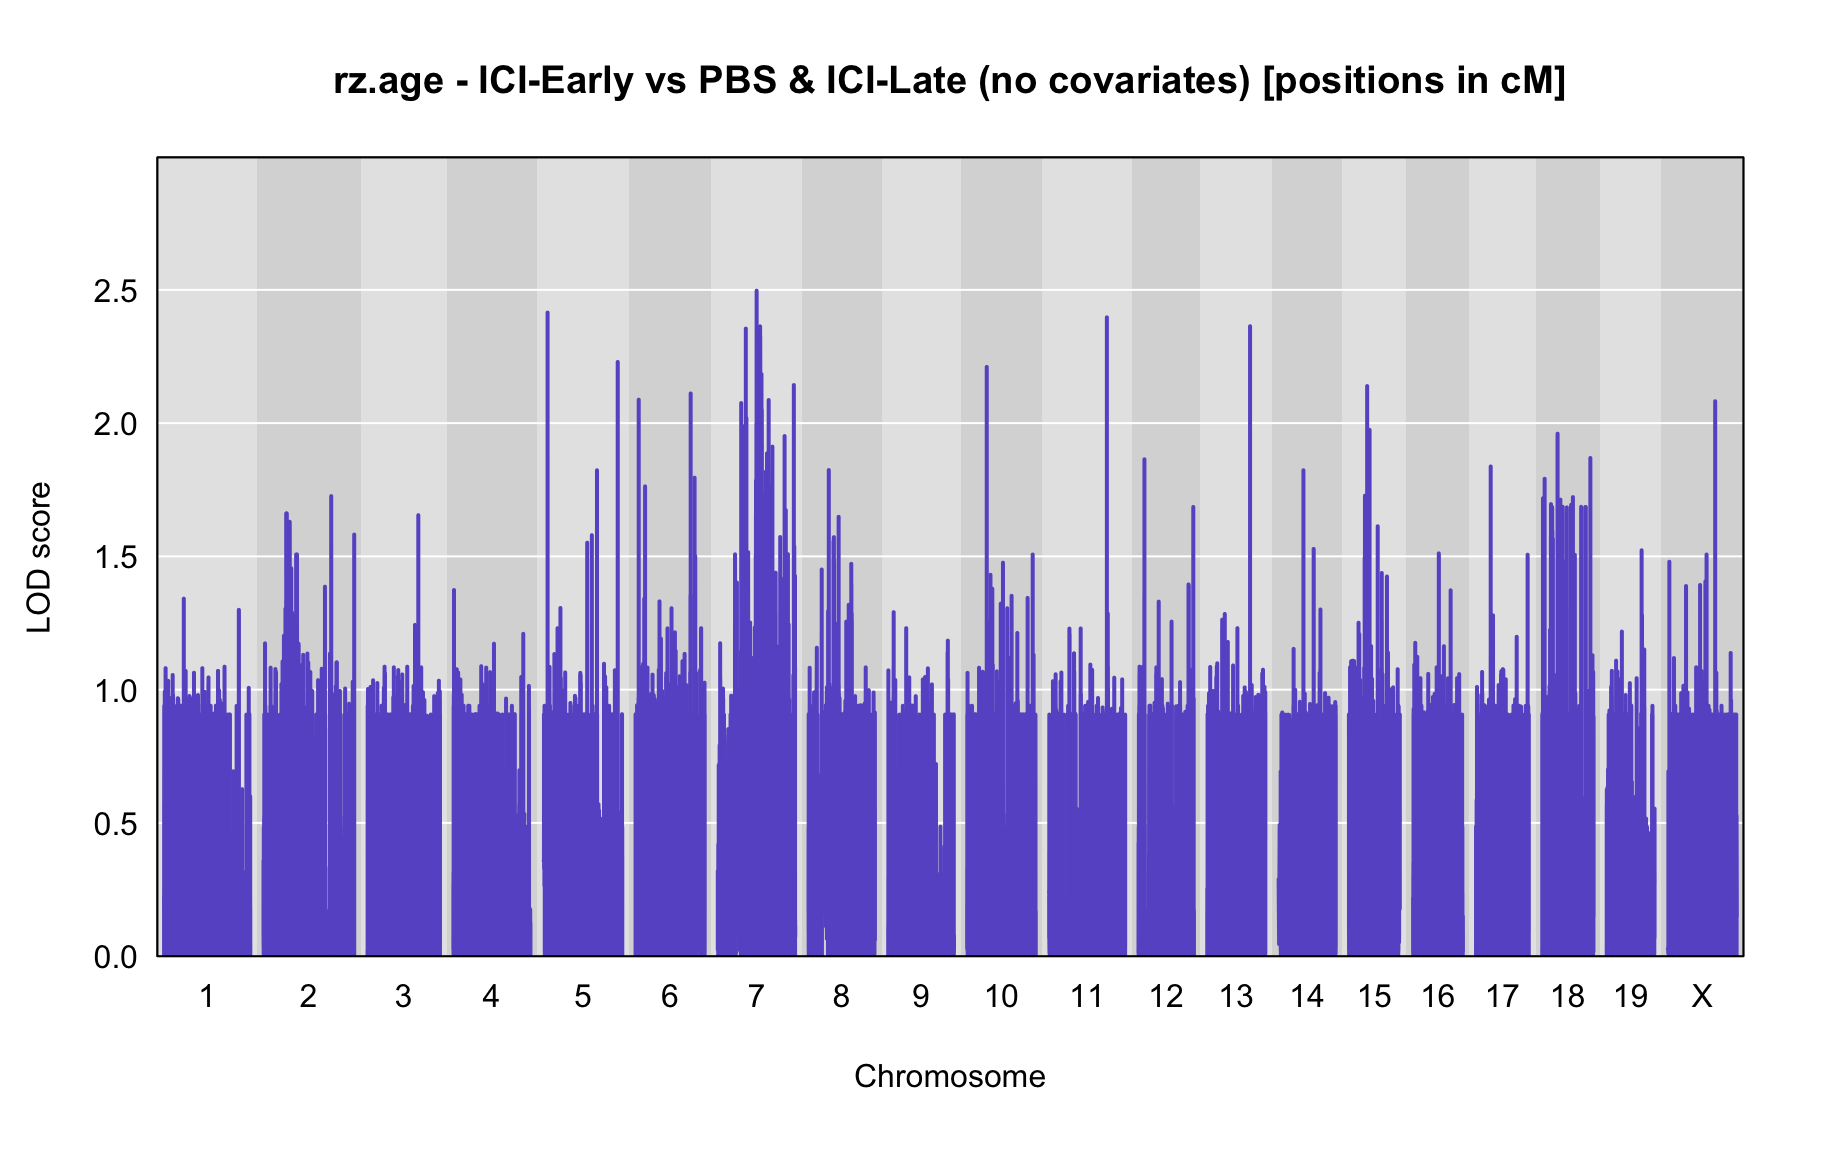 rz.age - ICI-Early vs PBS & ICI-Late (no covariates) [positions in cM]
LOD score
2.5
2.0
1.5
1.0
0.5
0.0
1 2 3 4 5 6 7 8 9 10 11 12 13 14 15 16 17 18 19 X
Chromosome